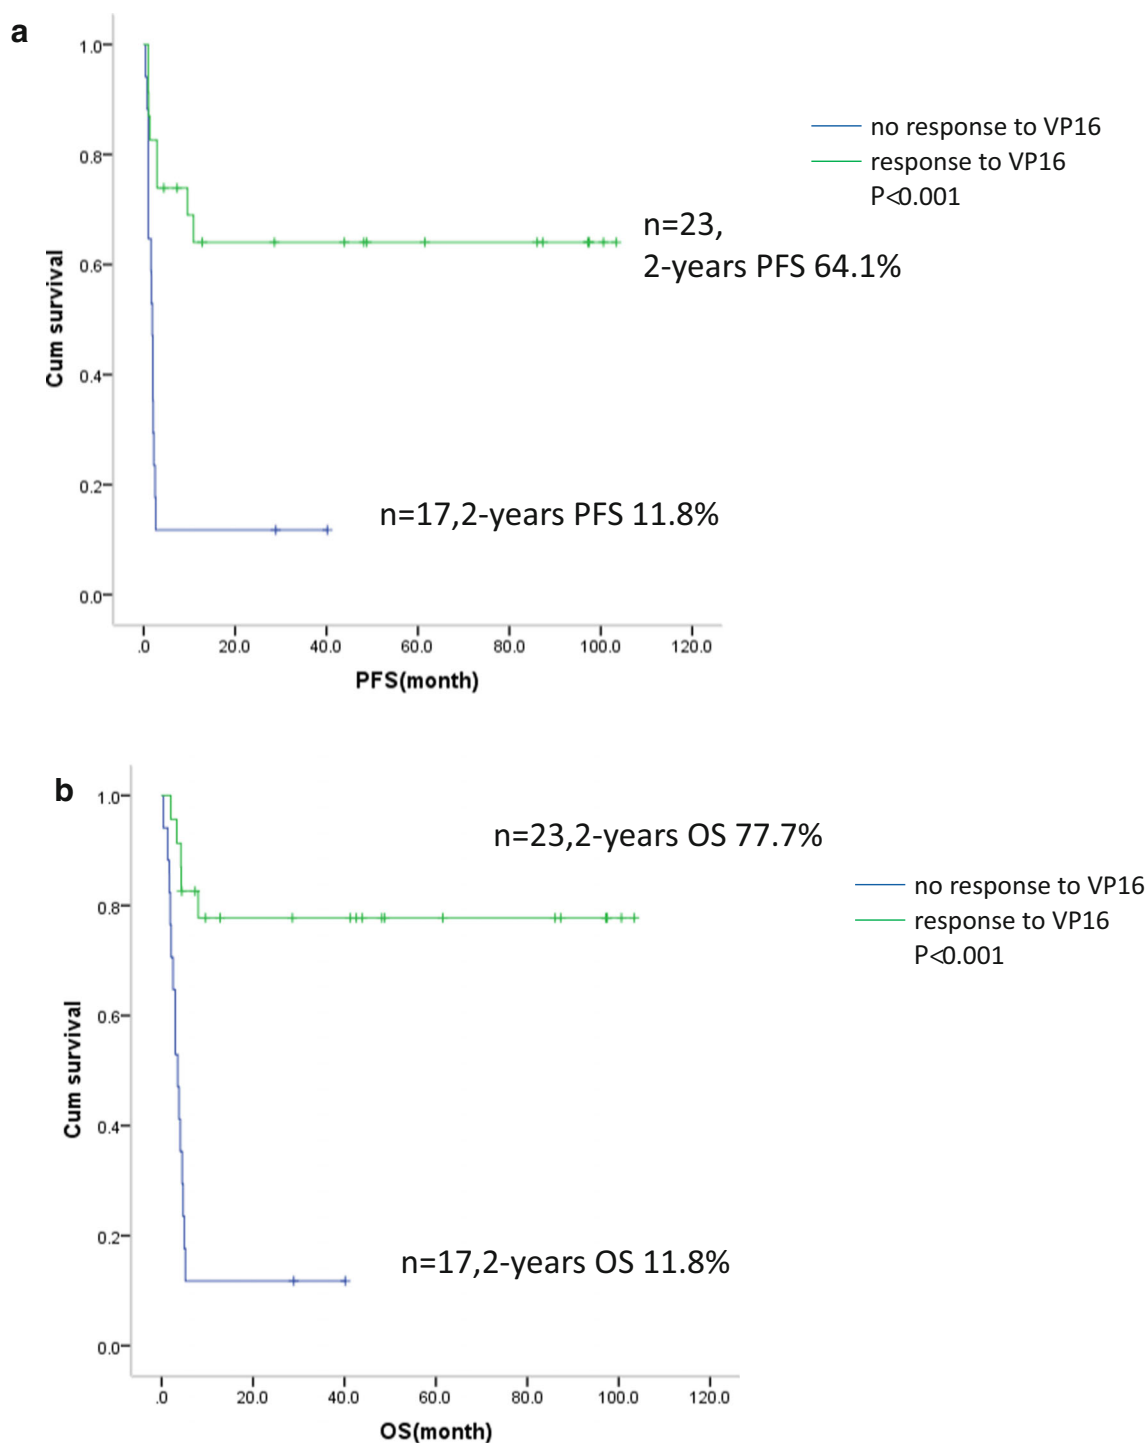 a
1.0
0.8
0.6
0.4
0.2
0.0
Cum survival
.0 20.0 40.0 60.0 80.0 100.0 120.0
PFS(month)
no response to VP16
response to VP16
P<0.001
n=23,
2-years PFS 64.1%
n=17,2-years PFS 11.8%
b
1.0
0.8
0.6
0.4
0.2
0.0
Cum survival
.0 20.0 40.0 60.0 80.0 100.0 120.0
OS(month)
n=23,2-years OS 77.7%
no response to VP16
response to VP16
P<0.001
n=17,2-years OS 11.8%